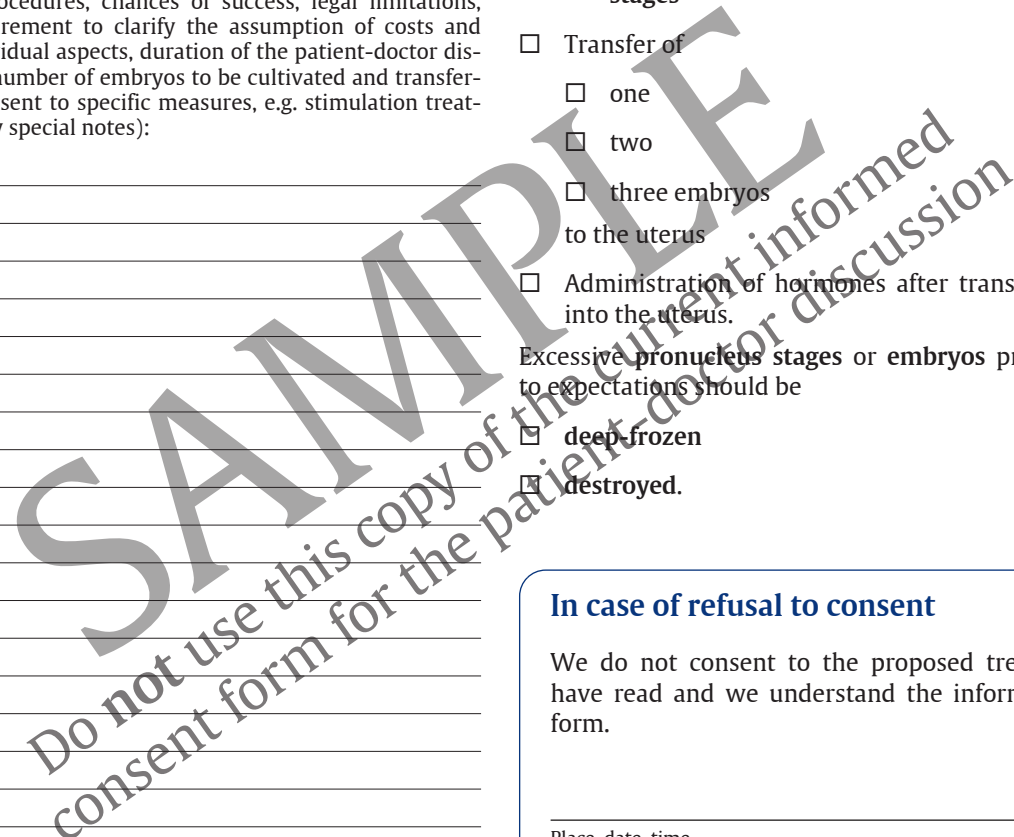 ocedures, chances of success, legal limitations,
rement to clarify the assumption of costs and
idual aspects, duration of the patient-doctor dis-
number of embryos to be cultivated and transfer-
sent to specific measures, e.g. stimulation treat-
y special notes):
stages
☐ Transfer of
☐ one
☐ two
☐ three embryos
to the uterus
☐ Administration of hormones after trans
into the uterus.
Excessive pronucleus stages or embryos pr
to expectations should be
☐ deep-frozen
☐ destroyed.
In case of refusal to consent
We do not consent to the proposed tre
have read and we understand the inform
form.
Place, date, time
SAMPLE
Do not use this copy of the current informed
consent form for the patient-doctor discussion